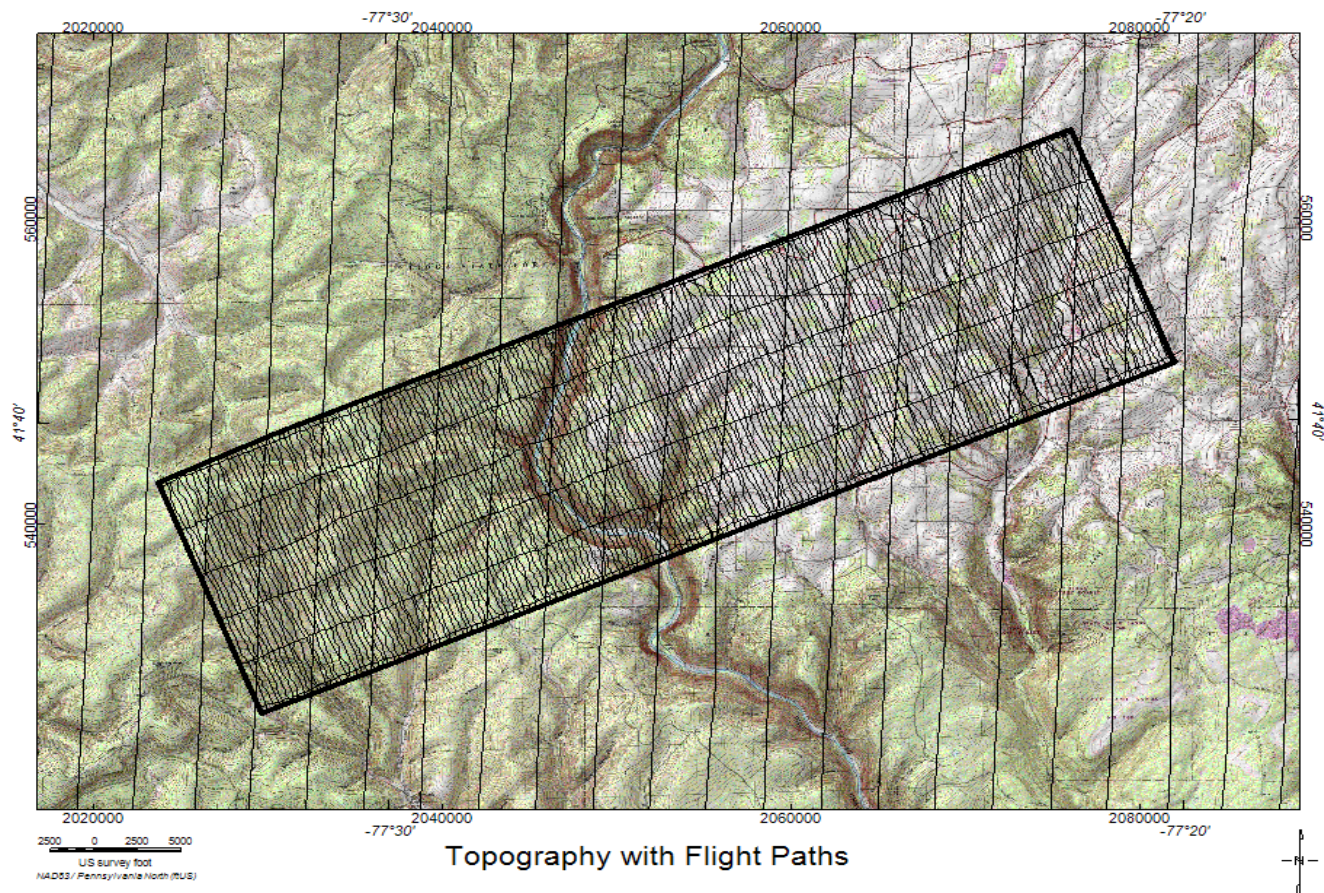 -77°30' -77°20'
2020000 2040000 2060000 2080000
560000 560000
41°40' 41°40'
540000 540000
2020000 2040000 2060000 2080000
-77°30' -77°20'
2500 0 2500 5000
US survey foot
NAD83 / Pennsylvania North (ftUS)
Topography with Flight Paths
N